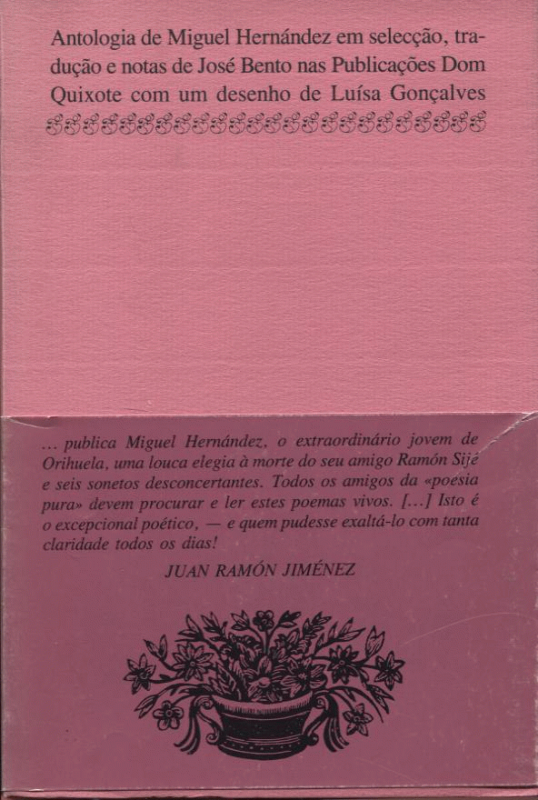 Antologia de Miguel Hernández em selecção, tra-
dução e notas de José Bento nas Publicações Dom
Quixote com um desenho de Luísa Gonçalves
... publica Miguel Hernández, o extraordinário jovem de
Orihuela, uma louca elegia à morte do seu amigo Ramón Sijé
e seis sonetos desconcertantes. Todos os amigos da «poesia
pura» devem procurar e ler estes poemas vivos. [...] Isto é
o excepcional poético, — e quem pudesse exaltá-lo com tanta
claridade todos os dias!
JUAN RAMÓN JIMÉNEZ